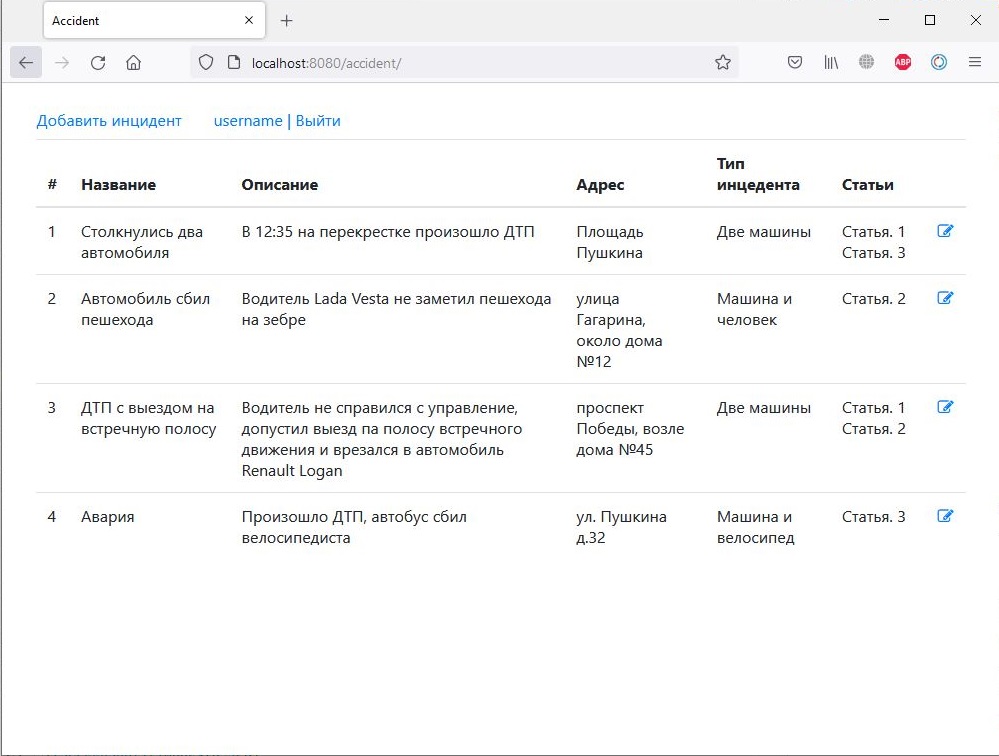 Accident
localhost:8080/accident/
ABP
Добавить инцидент username | Выйти
# Название Описание Адрес Тип инцедента Статьи
1 Столкнулись два автомобиля В 12:35 на перекрестке произошло ДТП Площадь Пушкина Две машины Статья. 1 Статья. 3
2 Автомобиль сбил пешехода Водитель Lada Vesta не заметил пешехода на зебре улица Гагарина, около дома №12 Машина и человек Статья. 2
3 ДТП с выездом на встречную полосу Водитель не справился с управление, допустил выезд па полосу встречного движения и врезался в автомобиль Renault Logan проспект Победы, возле дома №45 Две машины Статья. 1 Статья. 2
4 Авария Произошло ДТП, автобус сбил велосипедиста ул. Пушкина д.32 Машина и велосипед Статья. 3